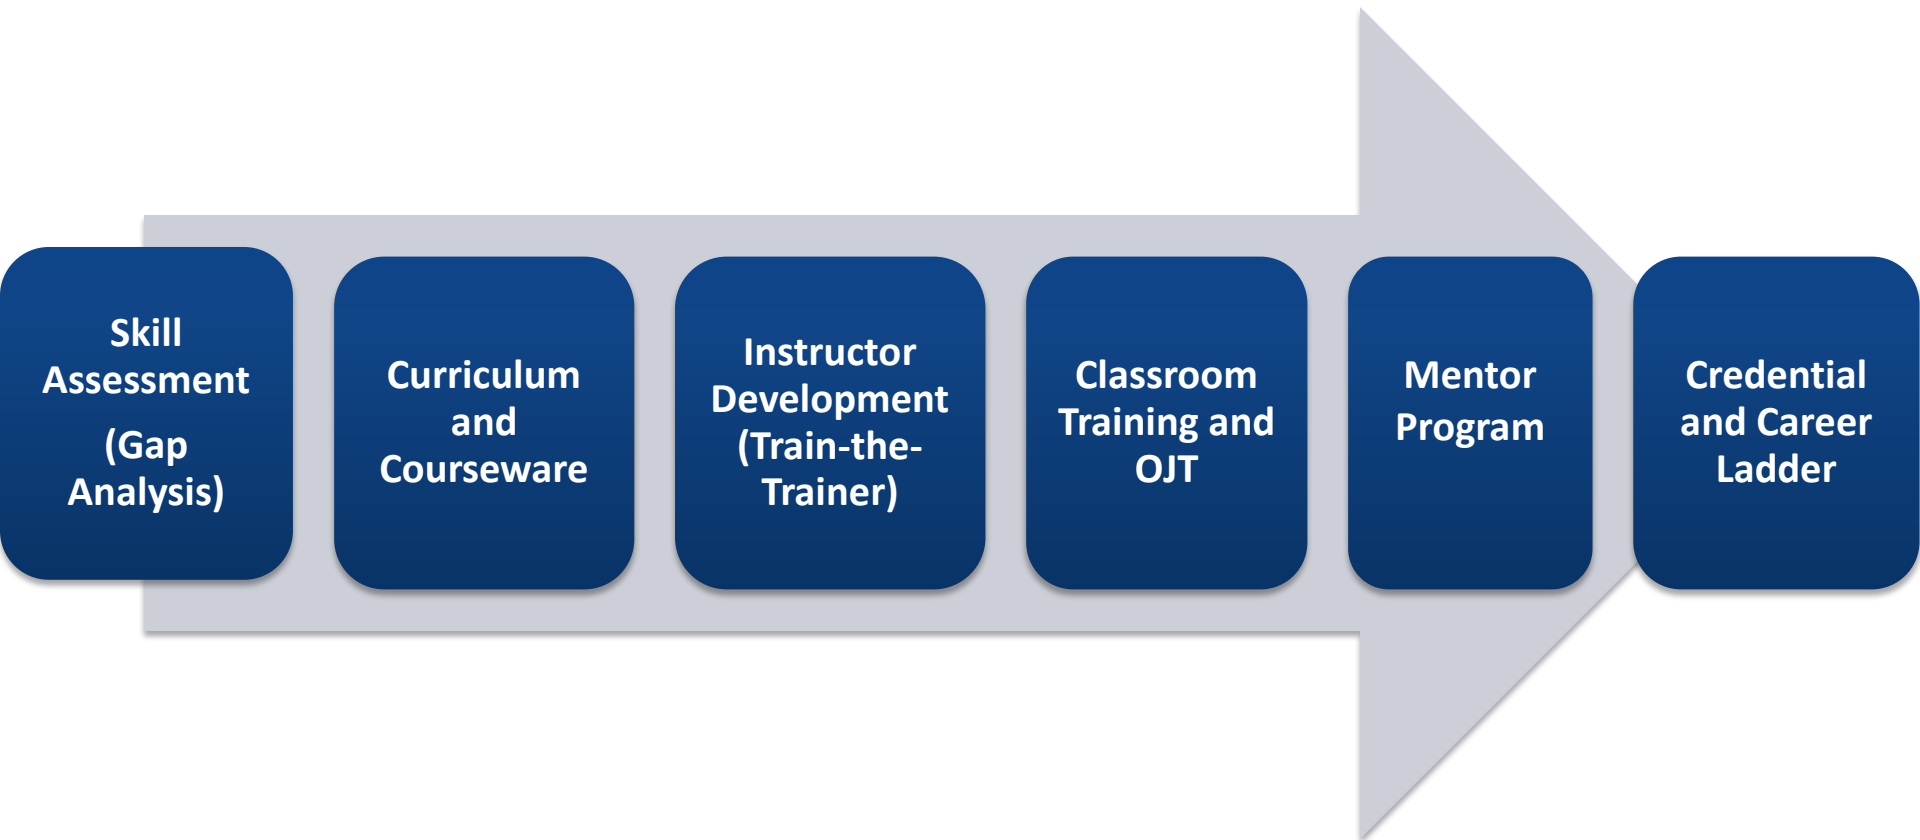 Skill
Assessment
(Gap
Analysis)
Curriculum
and
Courseware
Instructor
Development
(Train-the-
Trainer)
Classroom
Training and
OJT
Mentor
Program
Credential
and Career
Ladder